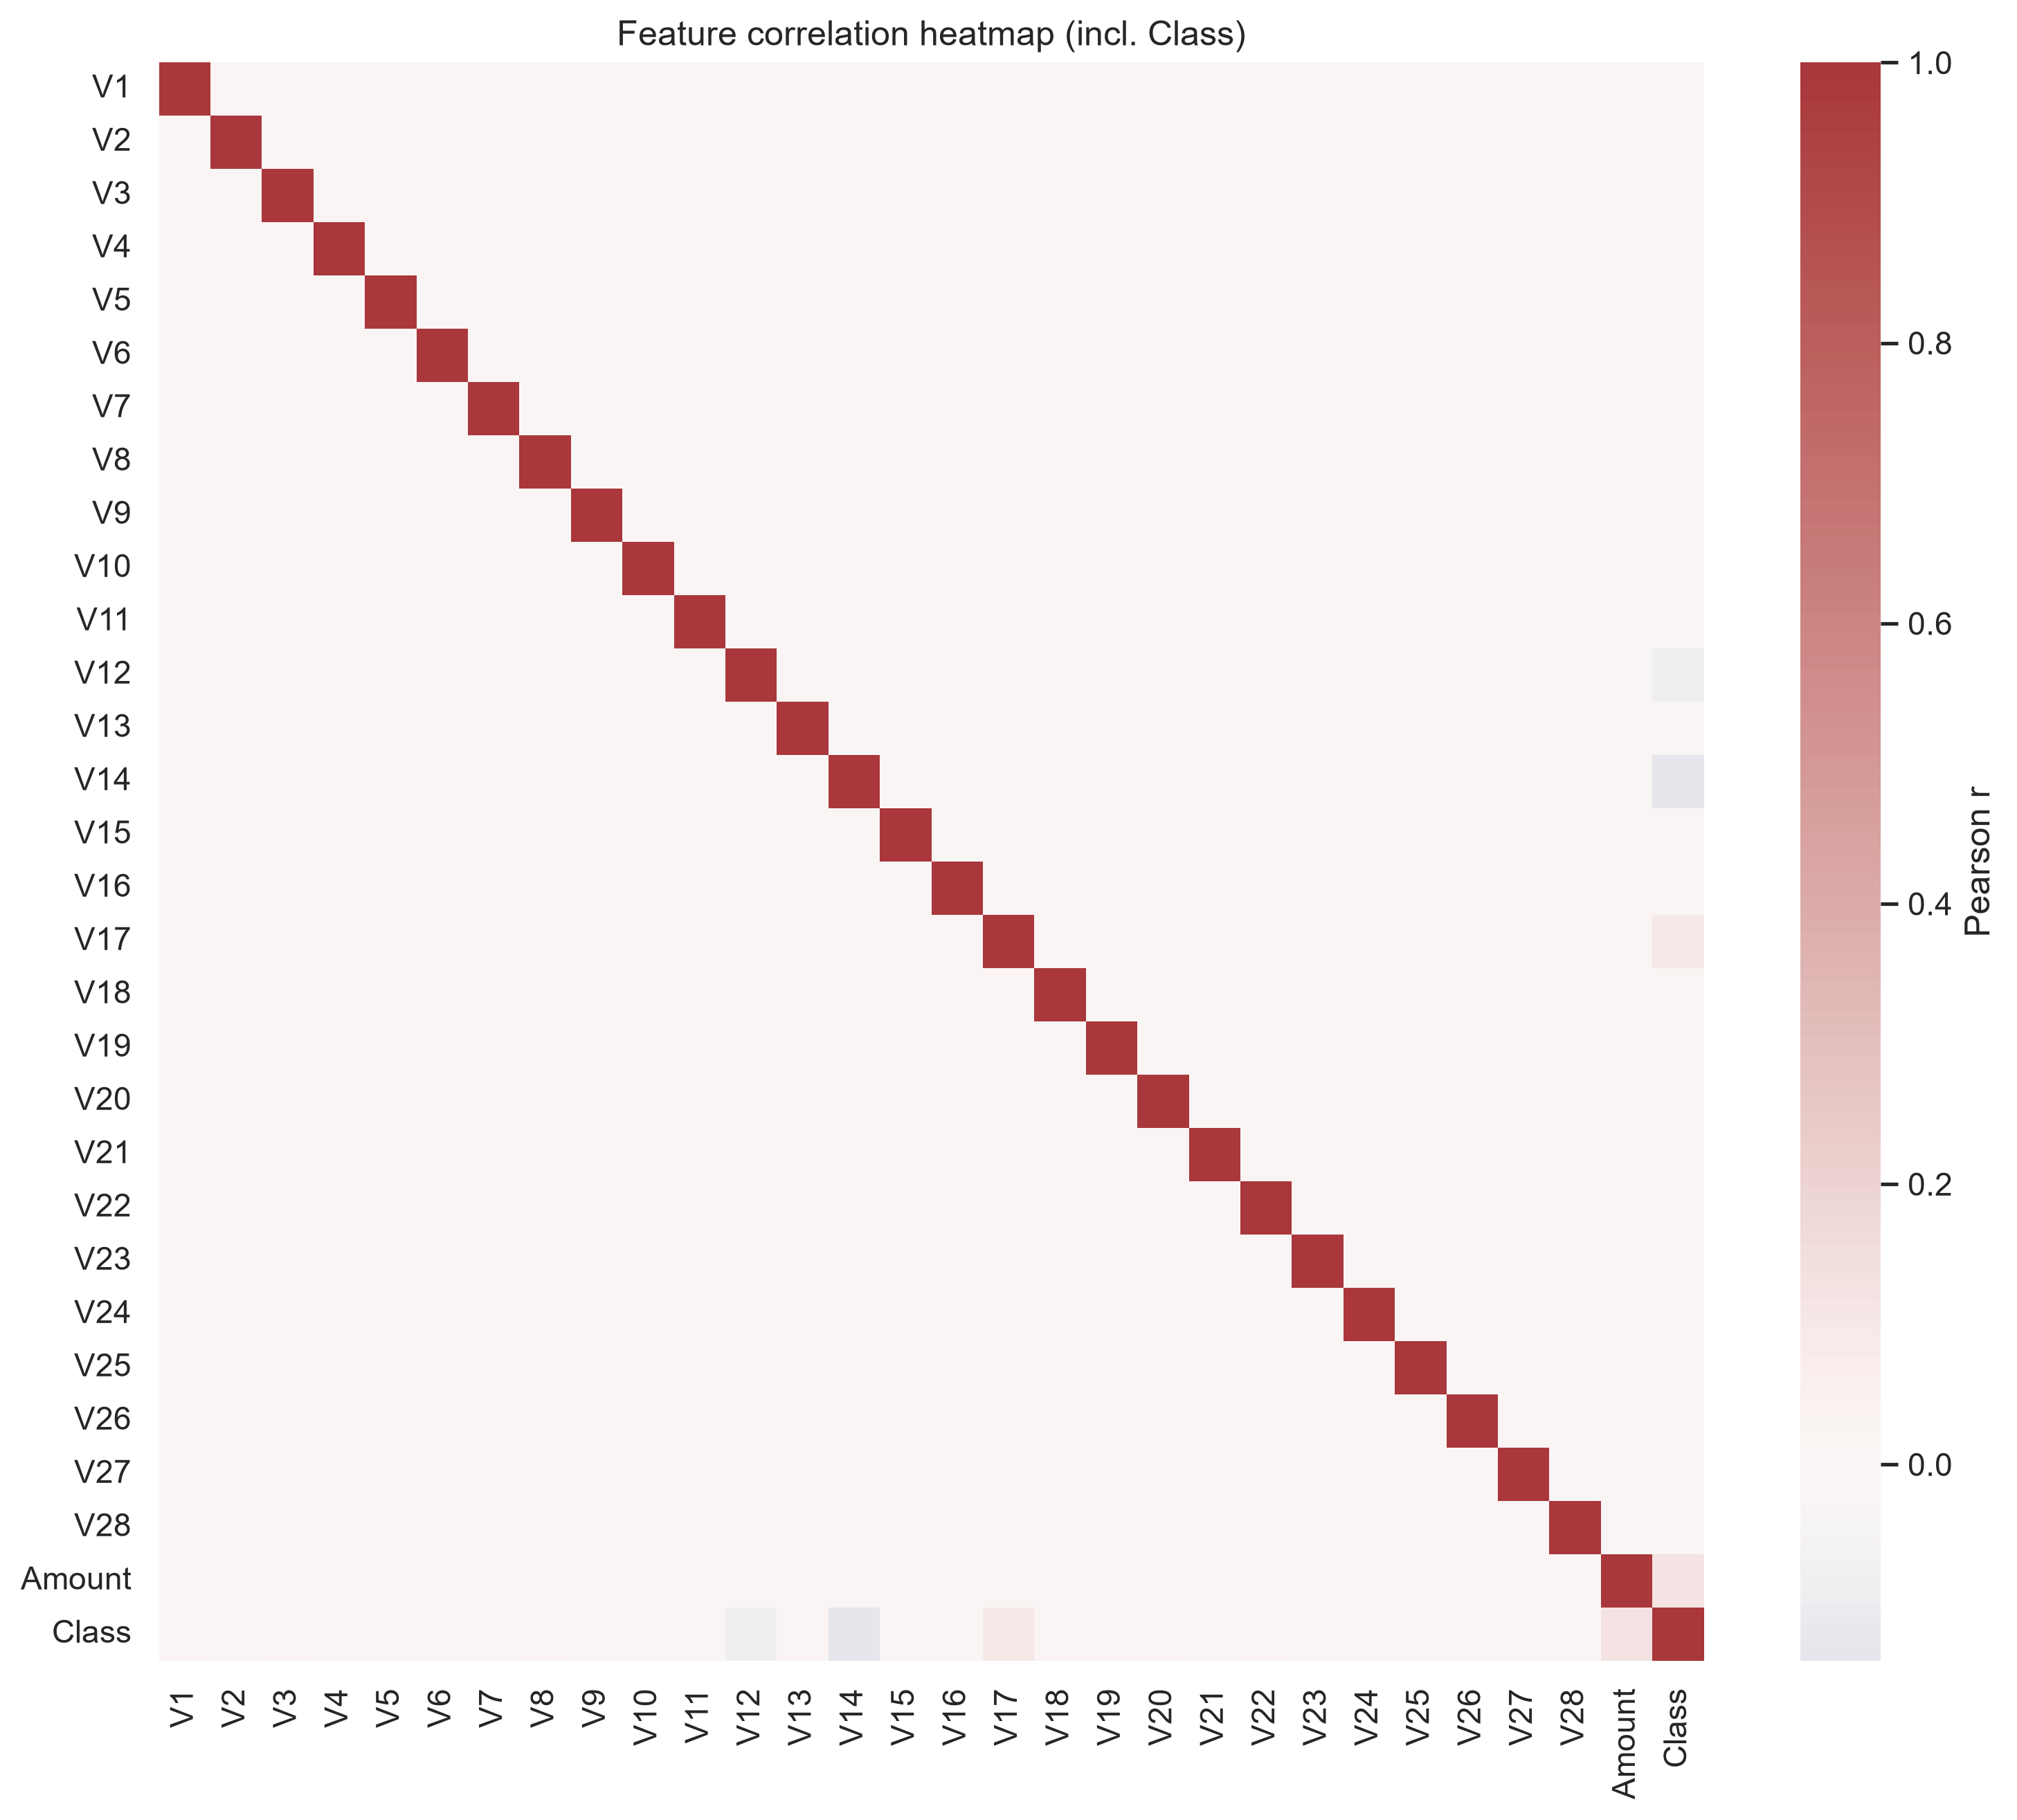 Feature correlation heatmap (incl. Class)
V1
V2
V3
V4
V5
V6
V7
V8
V9
V10
V11
V12
V13
V14
V15
V16
V17
V18
V19
V20
V21
V22
V23
V24
V25
V26
V27
V28
Amount
Class
V1 V2 V3 V4 V5 V6 V7 V8 V9 V10 V11 V12 V13 V14 V15 V16 V17 V18 V19 V20 V21 V22 V23 V24 V25 V26 V27 V28 Amount Class
1.0
0.8
0.6
0.4
0.2
0.0
Pearson r